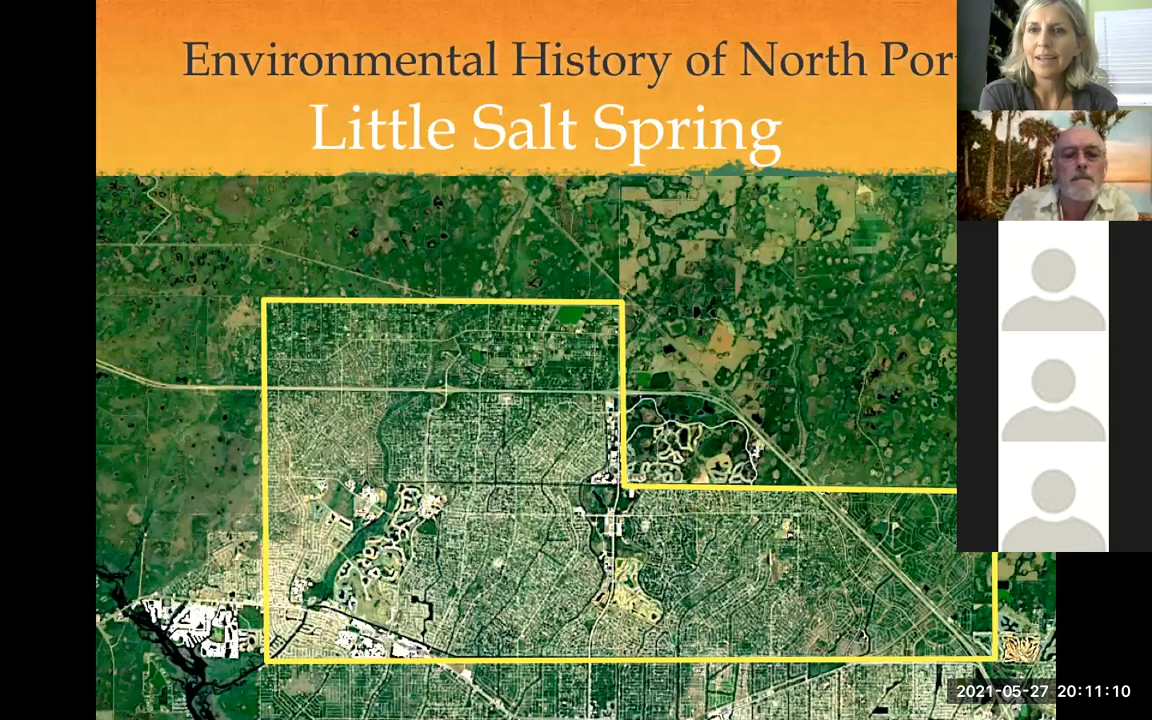 Environmental History of North Por
Little Salt Spring
2021-05-27 20:11:10